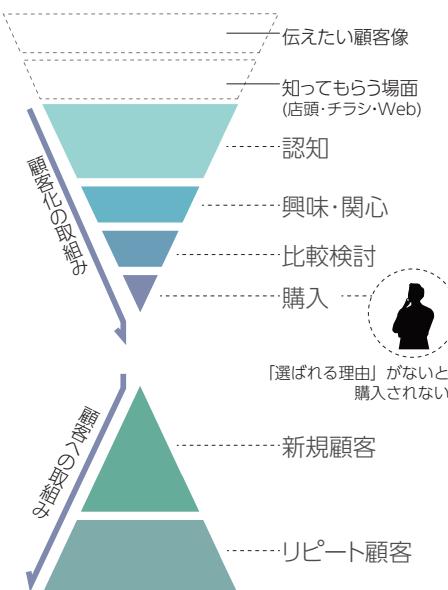 伝えたい顧客像
知ってもらう場面
(店頭・チラシ・Web)
認知
顧客化の取組み
興味・関心
比較検討
購入
「選ばれる理由」がないと
購入されない
顧客への取組み
新規顧客
リピート顧客